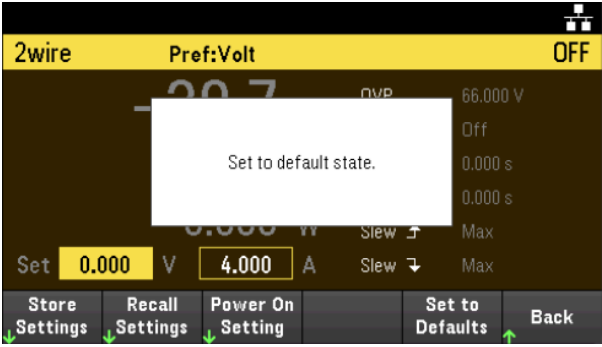 2wire Pref:Volt OFF
OVP 66.000 V
Set to default state.
Off
0.000 s
0.000 s
W
Slew Max
Set 0.000 V 4.000 A Slew Max
Store Settings
Recall Settings
Power On Setting
Set to Defaults
Back